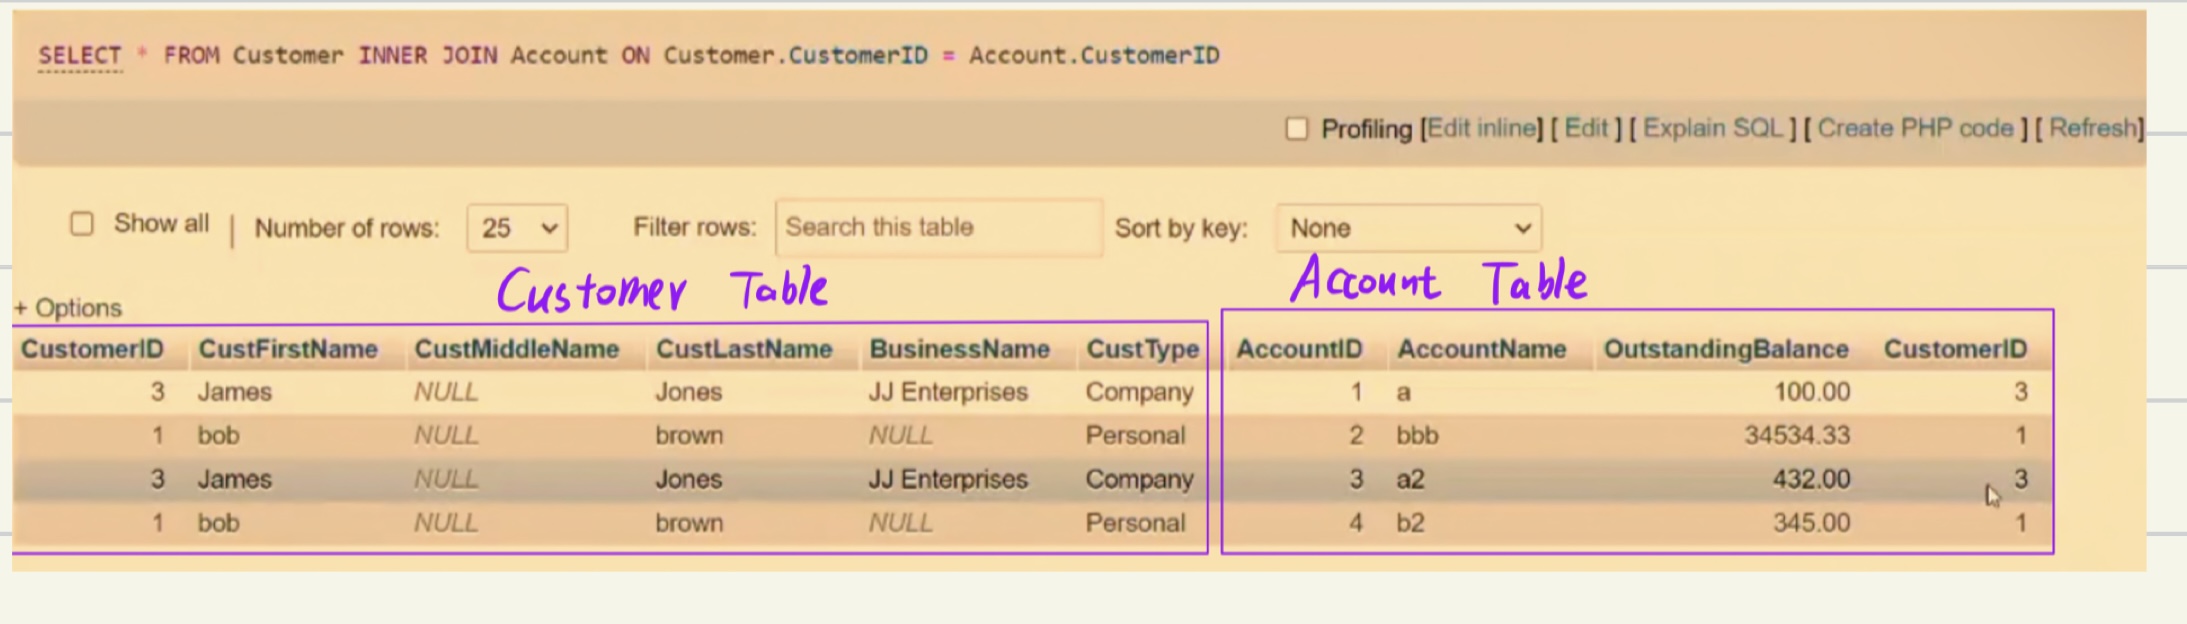 SELECT * FROM Customer INNER JOIN Account ON Customer.CustomerID = Account.CustomerID
Profiling [Edit inline] [ Edit ] [ Explain SQL ] [ Create PHP code ] [ Refresh]
Show all | Number of rows: 25 Filter rows: Search this table Sort by key: None
Customer Table Account Table
+ Options
CustomerID CustFirstName CustMiddleName CustLastName BusinessName CustType AccountID AccountName OutstandingBalance CustomerID
3 James NULL Jones JJ Enterprises Company 1 a 100.00 3
1 bob NULL brown NULL Personal 2 bbb 34534.33 1
3 James NULL Jones JJ Enterprises Company 3 a2 432.00 3
1 bob NULL brown NULL Personal 4 b2 345.00 1